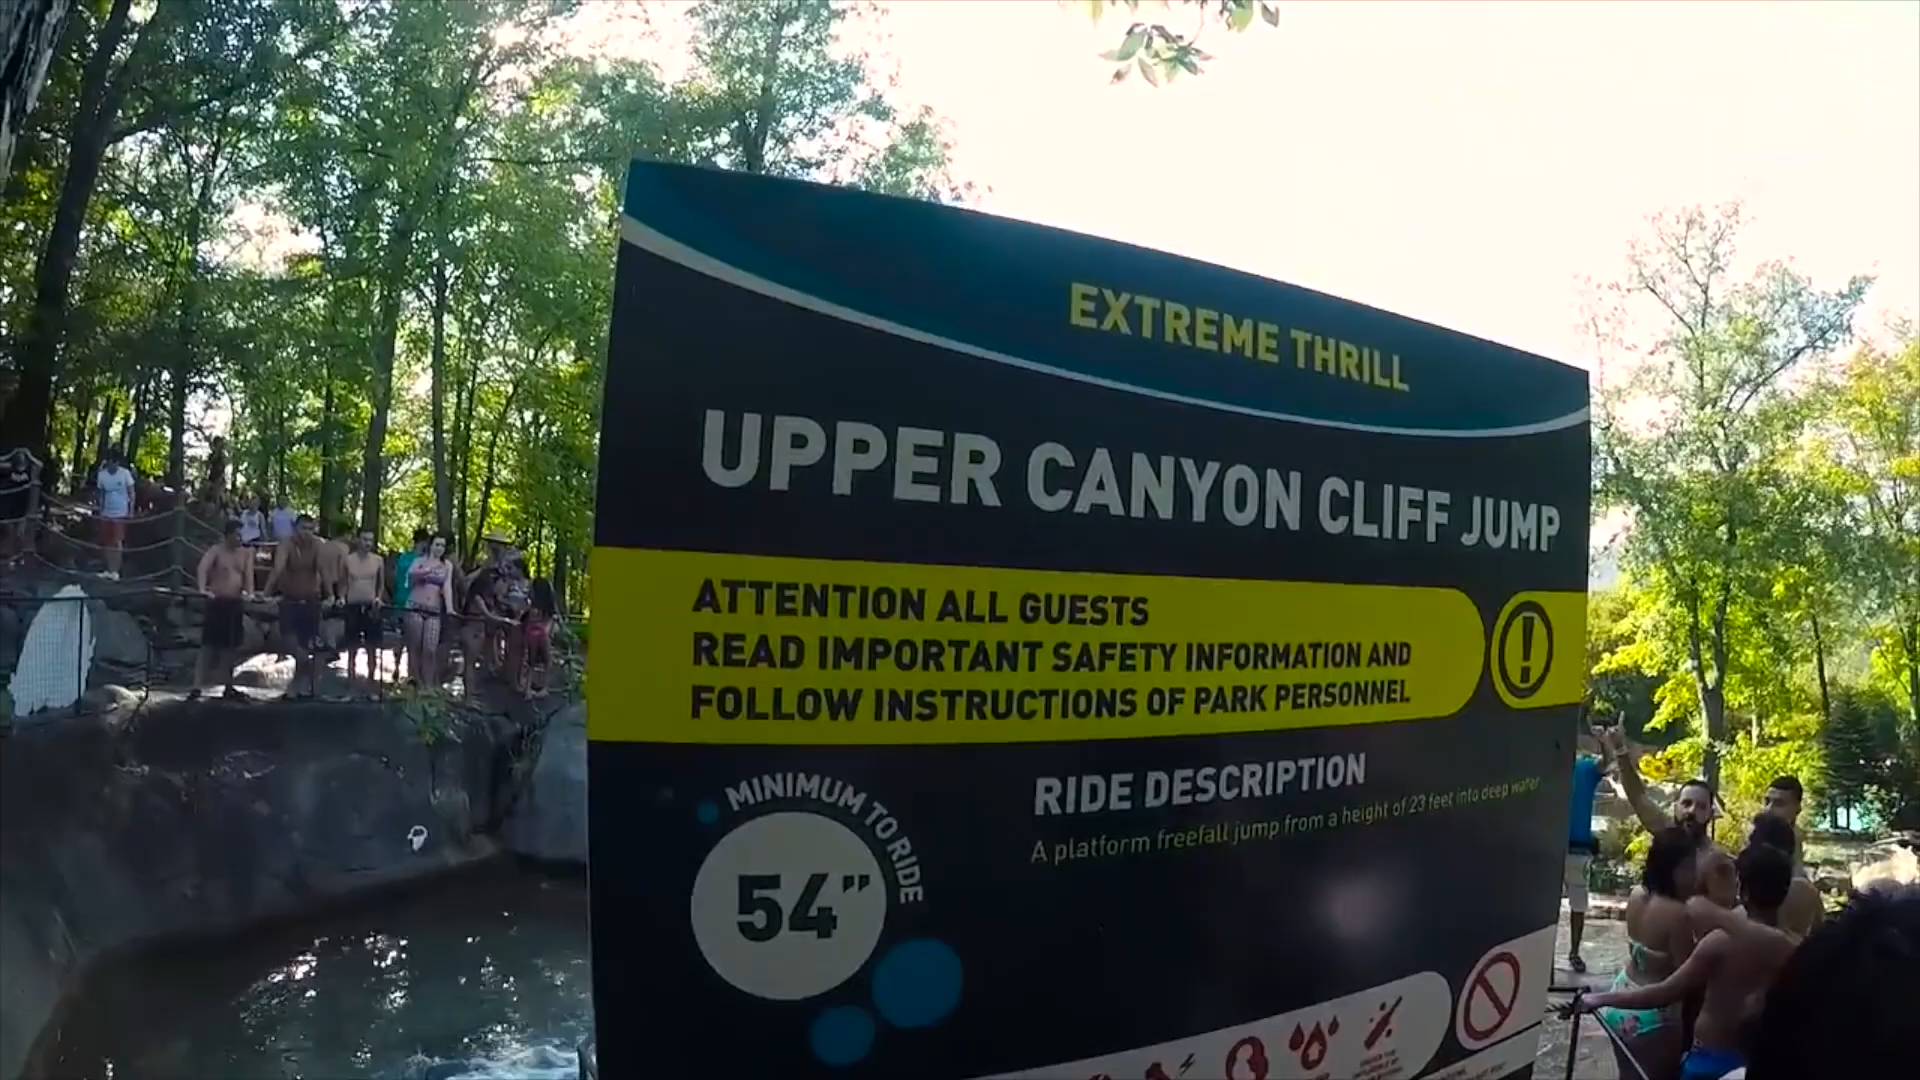 EXTREME THRILL
UPPER CANYON CLIFF JUMP
ATTENTION ALL GUESTS
READ IMPORTANT SAFETY INFORMATION AND
FOLLOW INSTRUCTIONS OF PARK PERSONNEL
MINIMUM TO RIDE
54"
RIDE DESCRIPTION
A platform freefall jump from a height of 23 feet into deep water